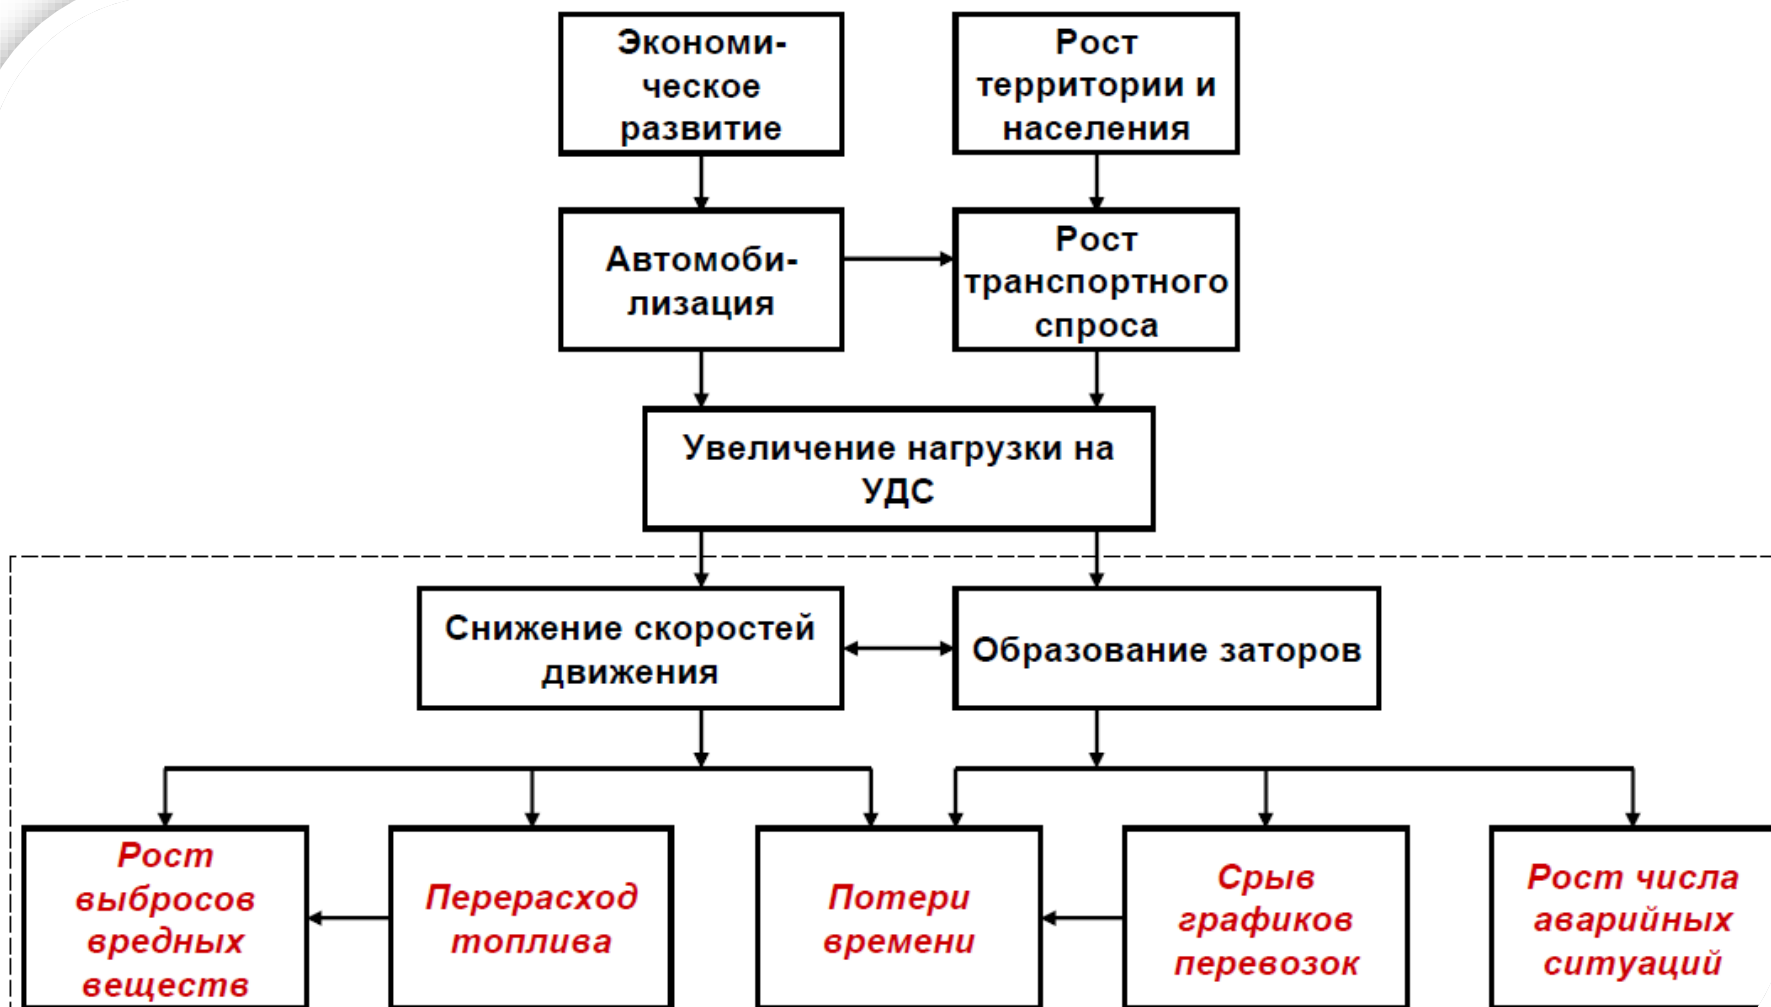 Экономи-
ческое
развитие
Рост
территории и
населения
Автомоби-
лизация
Рост
транспортного
спроса
Увеличение нагрузки на
УДС
Снижение скоростей
движения
Образование заторов
Рост
выбросов
вредных
веществ
Перерасход
топлива
Потери
времени
Срыв
графиков
перевозок
Рост числа
аварийных
ситуаций